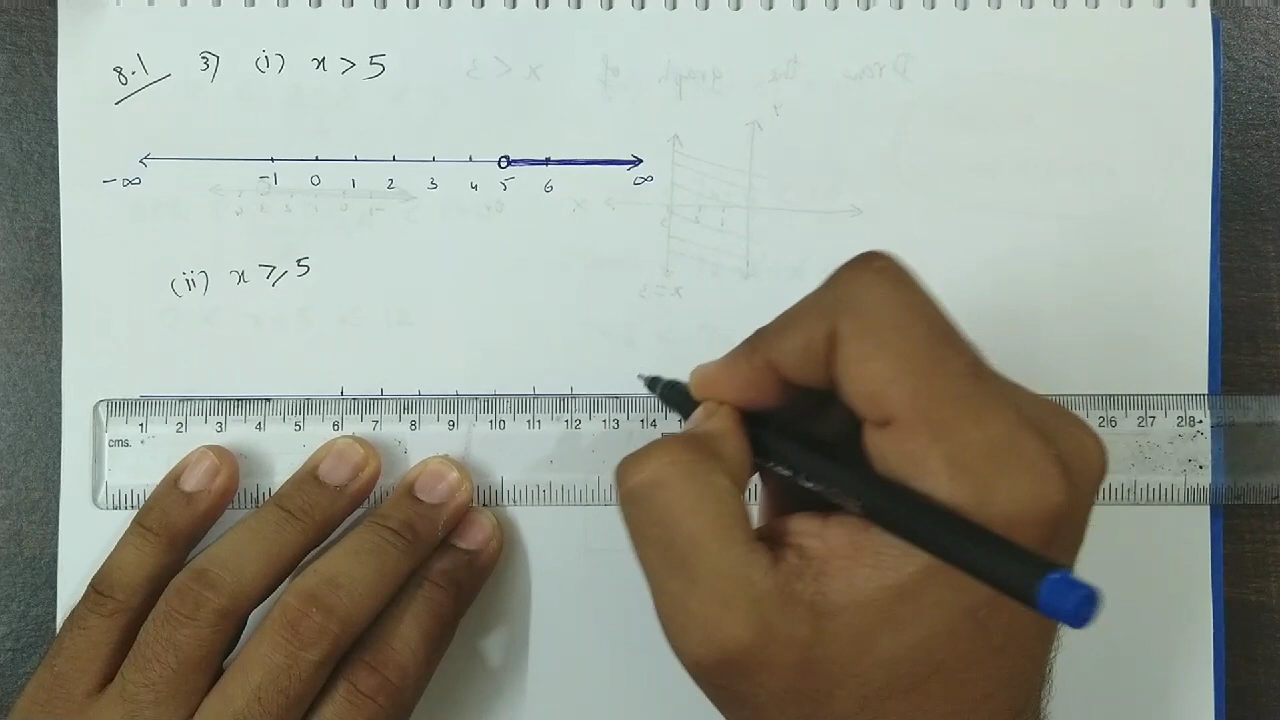 8.1 3) (i) x > 5
-∞ -1 0 1 2 3 4 5 6 ∞
(ii) x ≥ 5
1 2 3 4 5 6 7 8 9 10 11 12 13 14 26 27 28
cms.